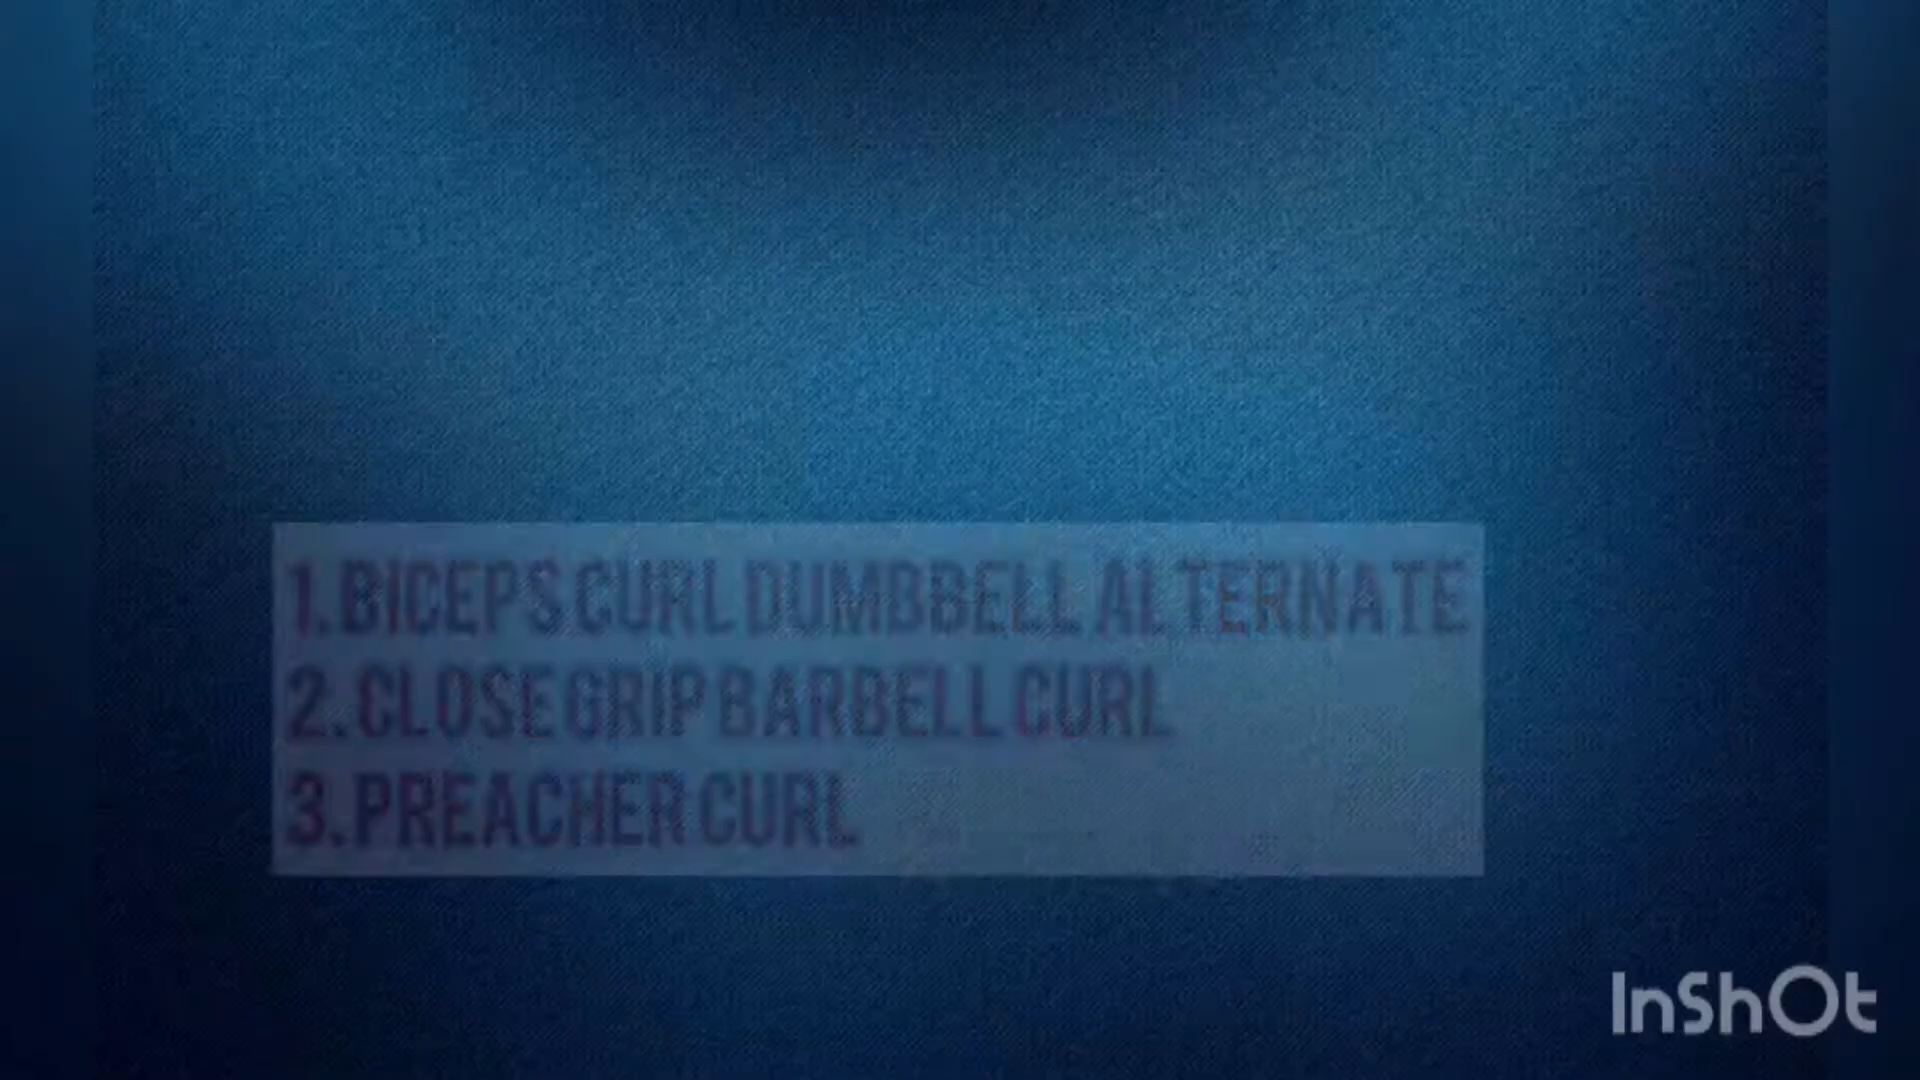 1. BICEPS CURL DUMBBELL ALTERNATE
2. CLOSE GRIP BARBELL CURL
3. PREACHER CURL
InShOt